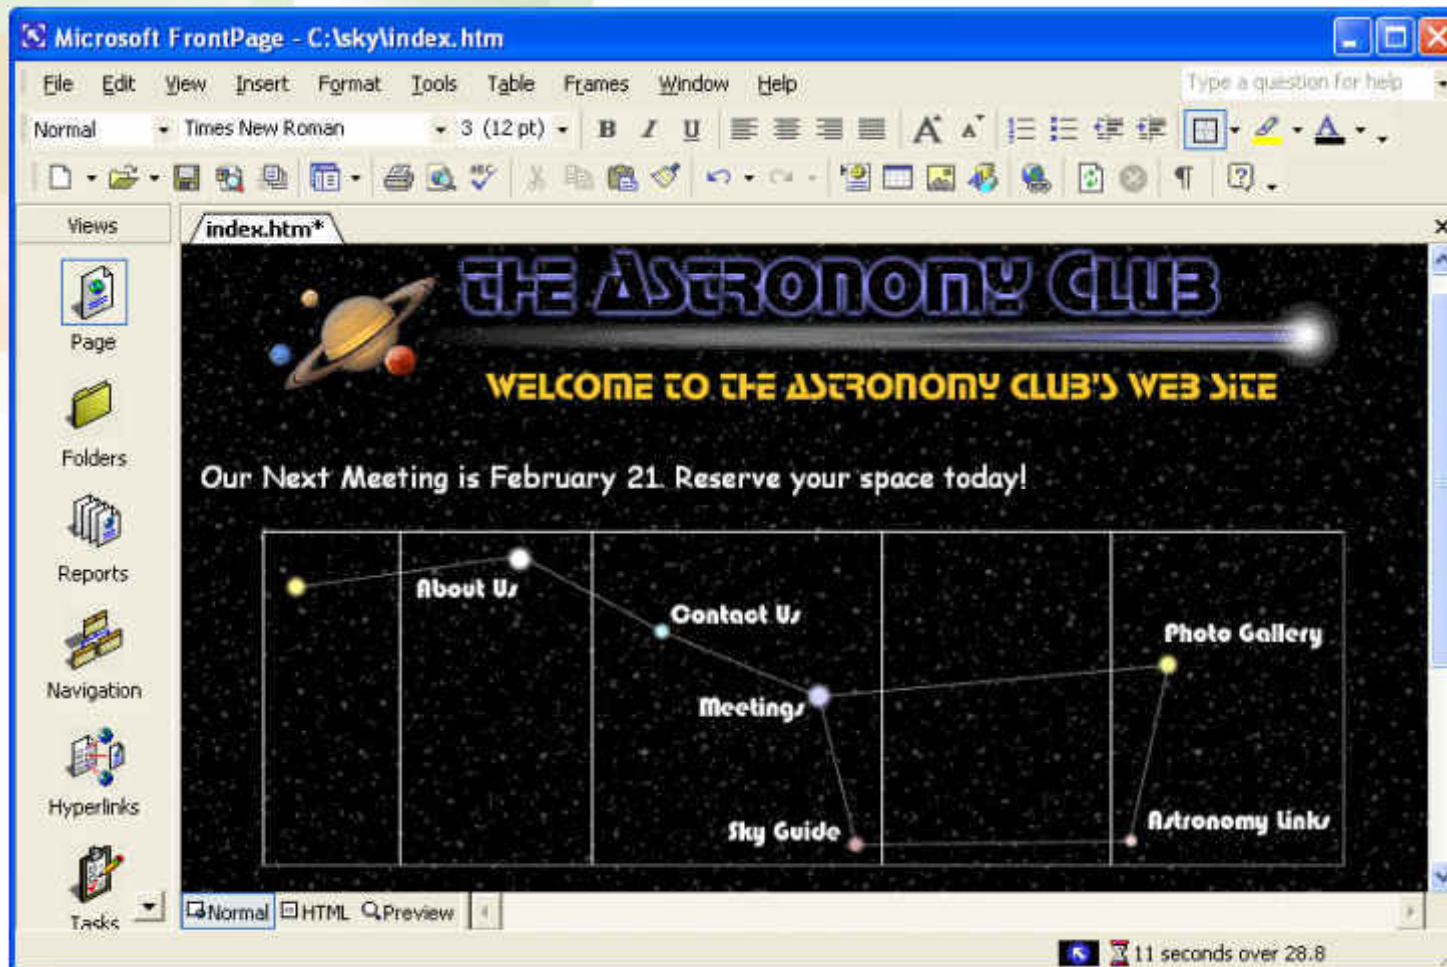 Microsoft FrontPage - C:\sky\index.htm
File Edit View Insert Format Tools Table Frames Window Help Type a question for help
Normal Times New Roman 3 (12 pt) B I U A A A
ABC ¶ ?
Views
index.htm*
Page
Folders
Reports
Navigation
Hyperlinks
Tasks
the Astronomy Club
WELCOME TO THE ASTRONOMY CLUB'S WEB SITE
Our Next Meeting is February 21. Reserve your space today!
About Us
Contact Us
Photo Gallery
Meetings
Sky Guide
Astronomy Links
Normal HTML Preview
11 seconds over 28.8